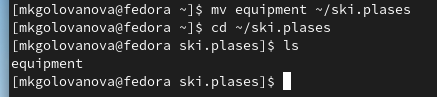 [mkgolovanova@fedora ~]$ mv equipment ~/ski.plases
[mkgolovanova@fedora ~]$ cd ~/ski.plases
[mkgolovanova@fedora ski.plases]$ ls
equipment
[mkgolovanova@fedora ski.plases]$